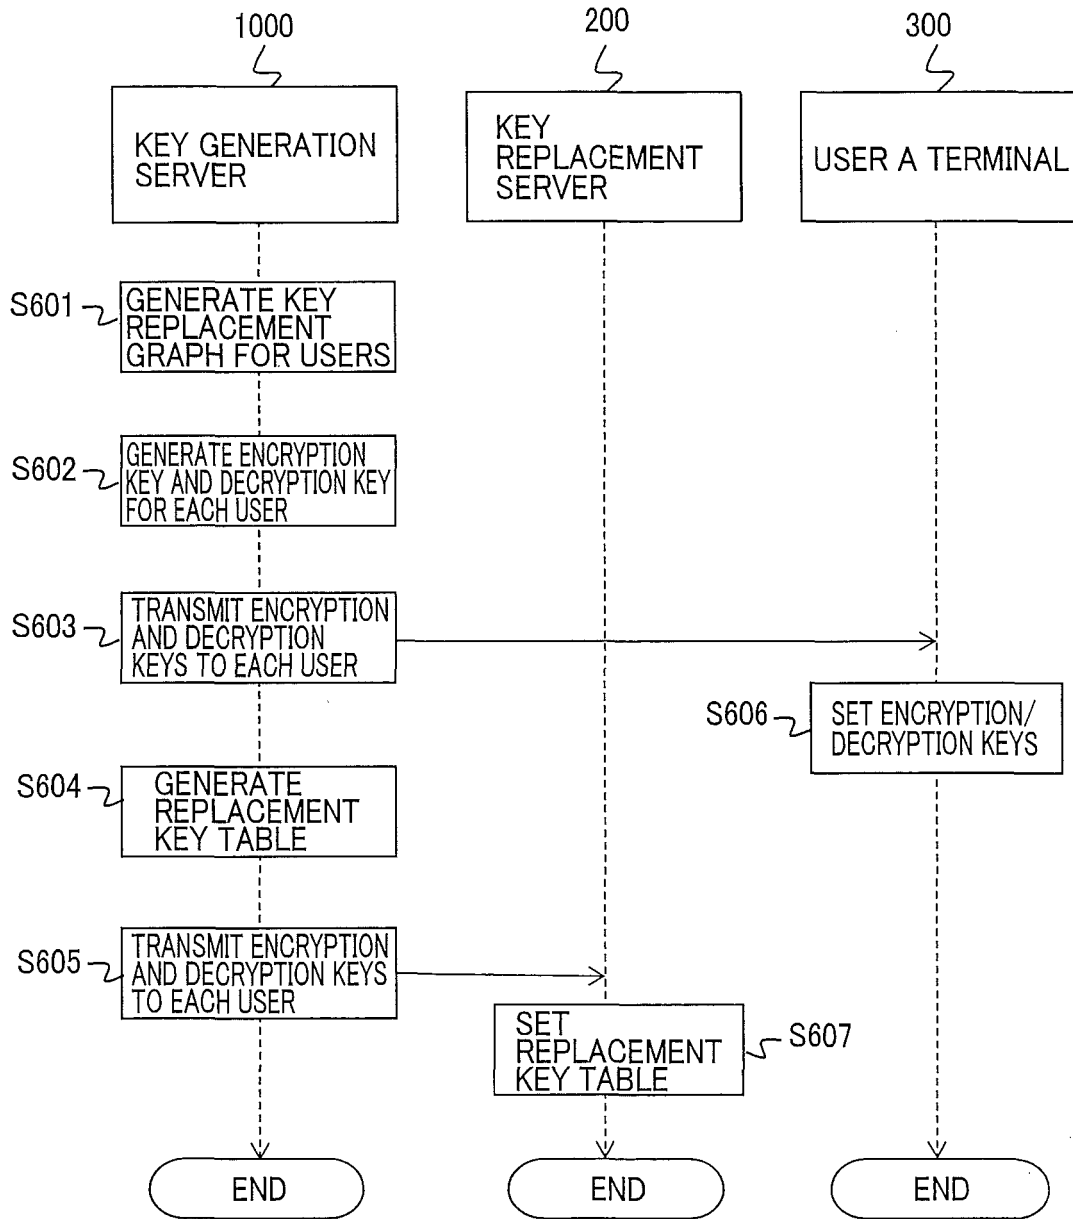 1000
200
300
KEY GENERATION
SERVER
KEY
REPLACEMENT
SERVER
USER A TERMINAL
S601
GENERATE KEY
REPLACEMENT
GRAPH FOR USERS
S602
GENERATE ENCRYPTION
KEY AND DECRYPTION KEY
FOR EACH USER
S603
TRANSMIT ENCRYPTION
AND DECRYPTION
KEYS TO EACH USER
S606
SET ENCRYPTION/
DECRYPTION KEYS
S604
GENERATE
REPLACEMENT
KEY TABLE
S605
TRANSMIT ENCRYPTION
AND DECRYPTION KEYS
TO EACH USER
SET
REPLACEMENT
KEY TABLE
S607
END
END
END